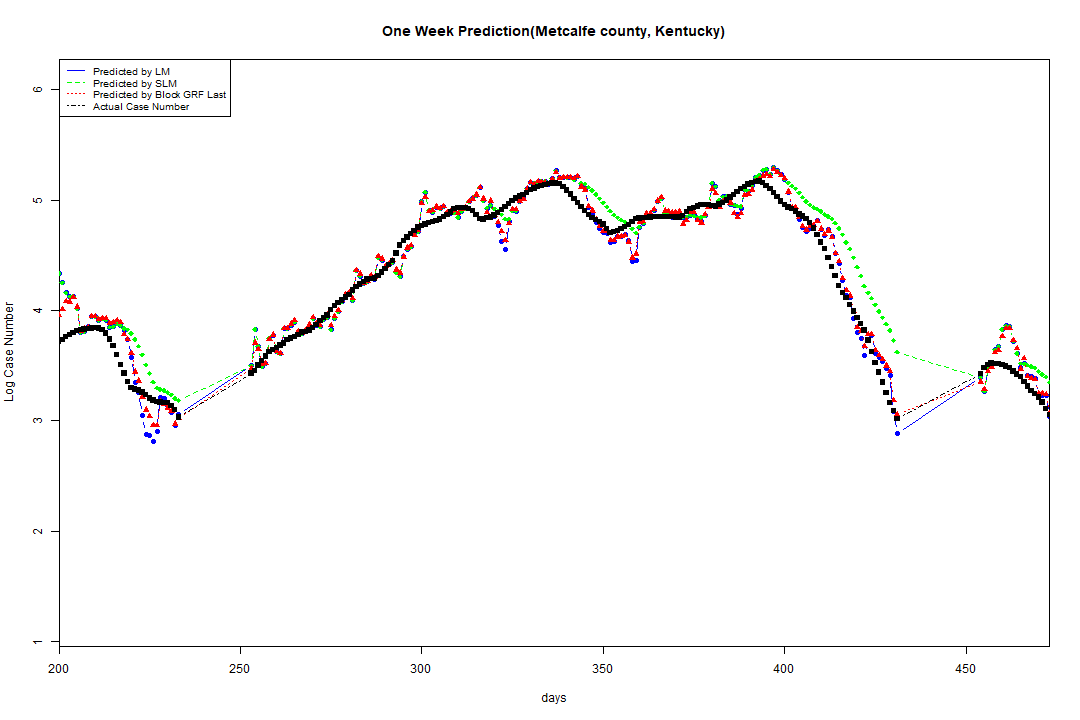 One Week Prediction(Metcalfe county, Kentucky)
Predicted by LM
Predicted by SLM
Predicted by Block GRF Last
Actual Case Number
6
5
4
3
2
1
Log Case Number
200 250 300 350 400 450
days